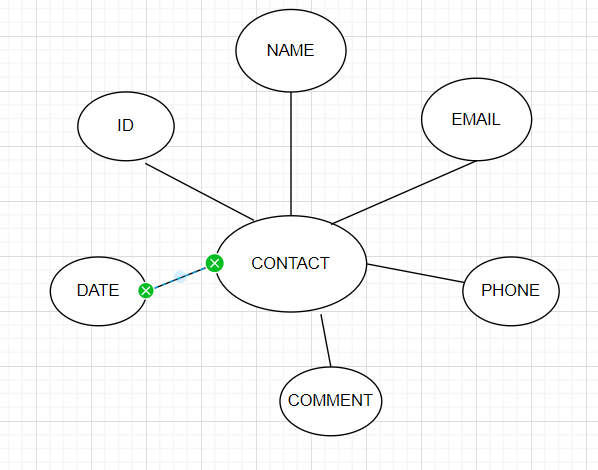 NAME
EMAIL
ID
CONTACT
DATE
PHONE
COMMENT